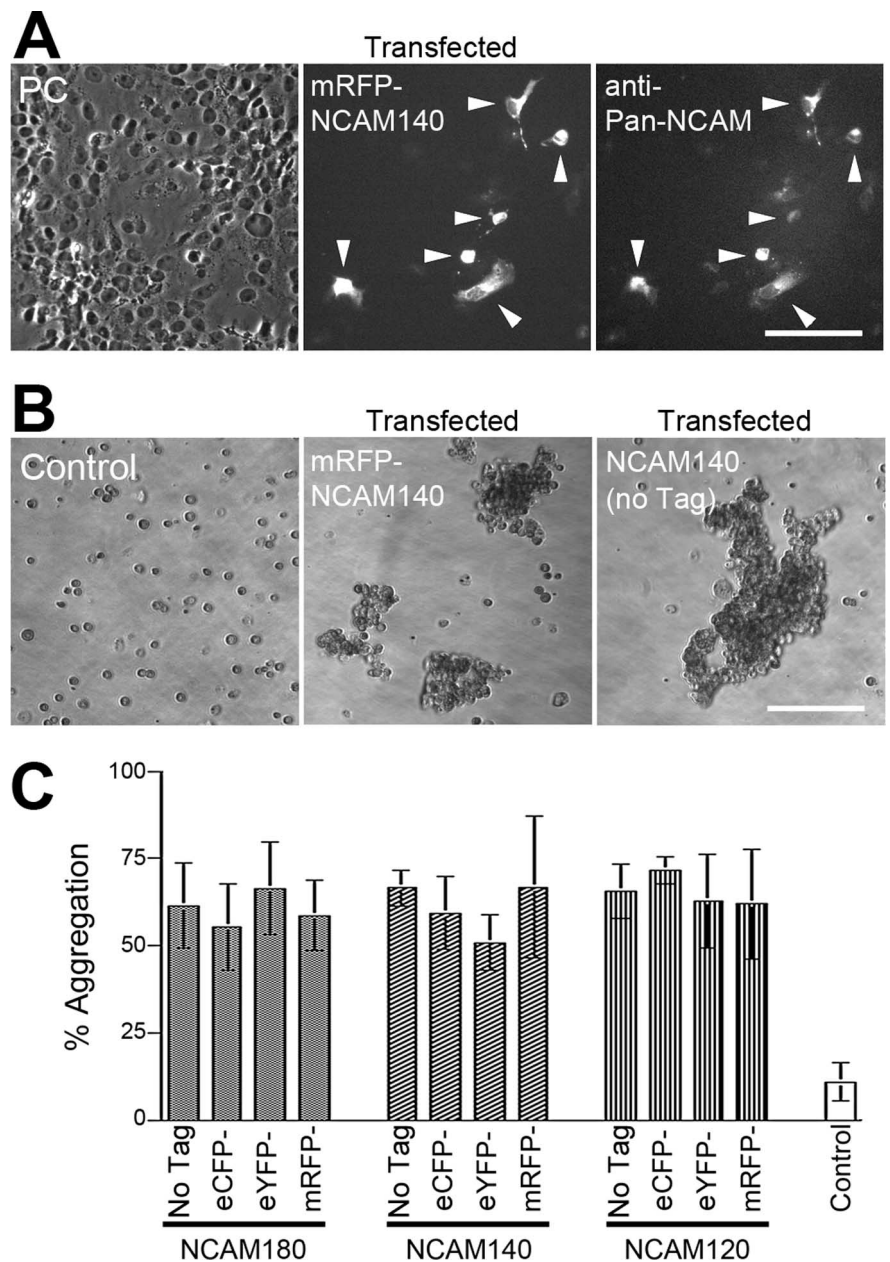 A
Transfected
PC
mRFP-
NCAM140
anti-
Pan-NCAM
B
Transfected
Transfected
Control
mRFP-
NCAM140
NCAM140
(no Tag)
C
% Aggregation
100
75
50
25
0
No Tag
eCFP-
eYFP-
mRFP-
No Tag
eCFP-
eYFP-
mRFP-
No Tag
eCFP-
eYFP-
mRFP-
Control
NCAM180
NCAM140
NCAM120